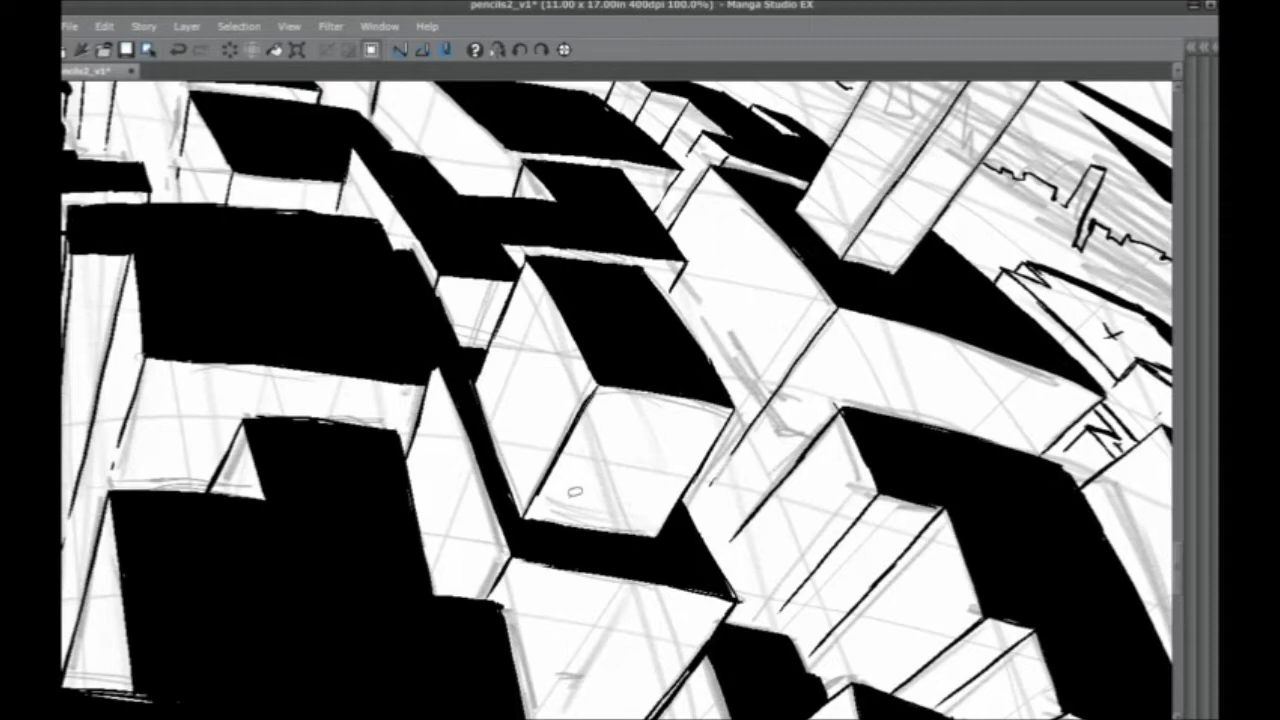 pencils2_v1* (11.00 x 17.00in 400dpi 100.0%) - Manga Studio EX
File Edit Story Layer Selection View Filter Window Help
encils2_v1*